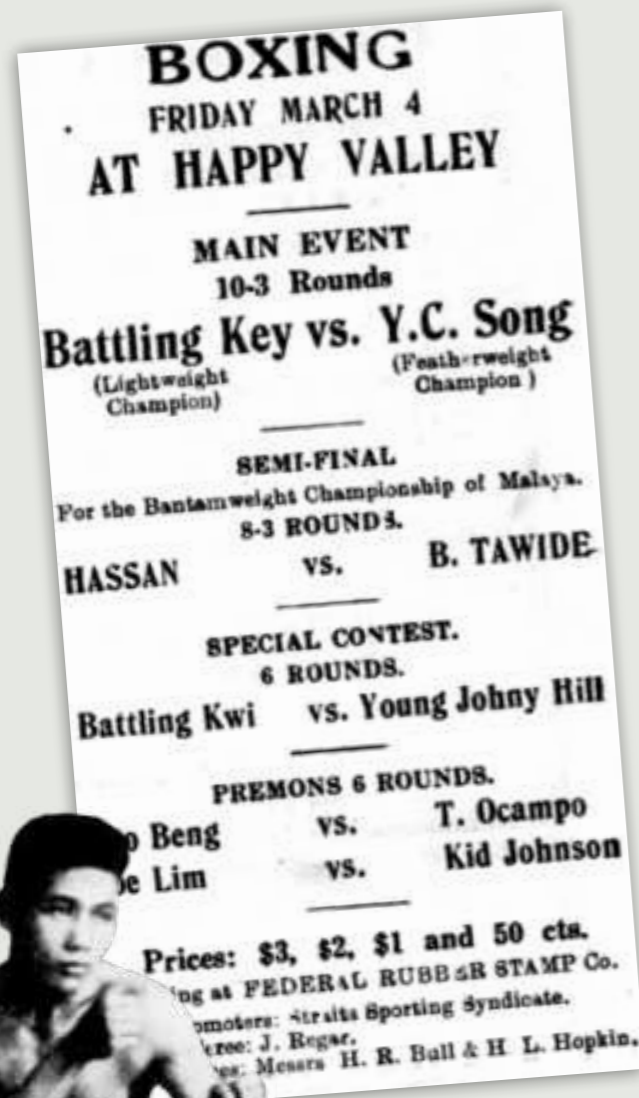 BOXING
FRIDAY MARCH 4
AT HAPPY VALLEY
MAIN EVENT
10-3 Rounds
Battling Key vs. Y.C. Song
(Lightweight Champion) (Featherweight Champion)
SEMI-FINAL
For the Bantamweight Championship of Malaya.
8-3 ROUNDS.
HASSAN vs. B. TAWIDE
SPECIAL CONTEST.
6 ROUNDS.
Battling Kwi vs. Young Johny Hill
PREMONS 6 ROUNDS.
o Beng vs. T. Ocampo
Lim vs. Kid Johnson
Prices: $3, $2, $1 and 50 cts.
at FEDERAL RUBBER STAMP Co.
Straits Sporting Syndicate.
J. Regar.
Messrs H. R. Ball & H L. Hopkin.